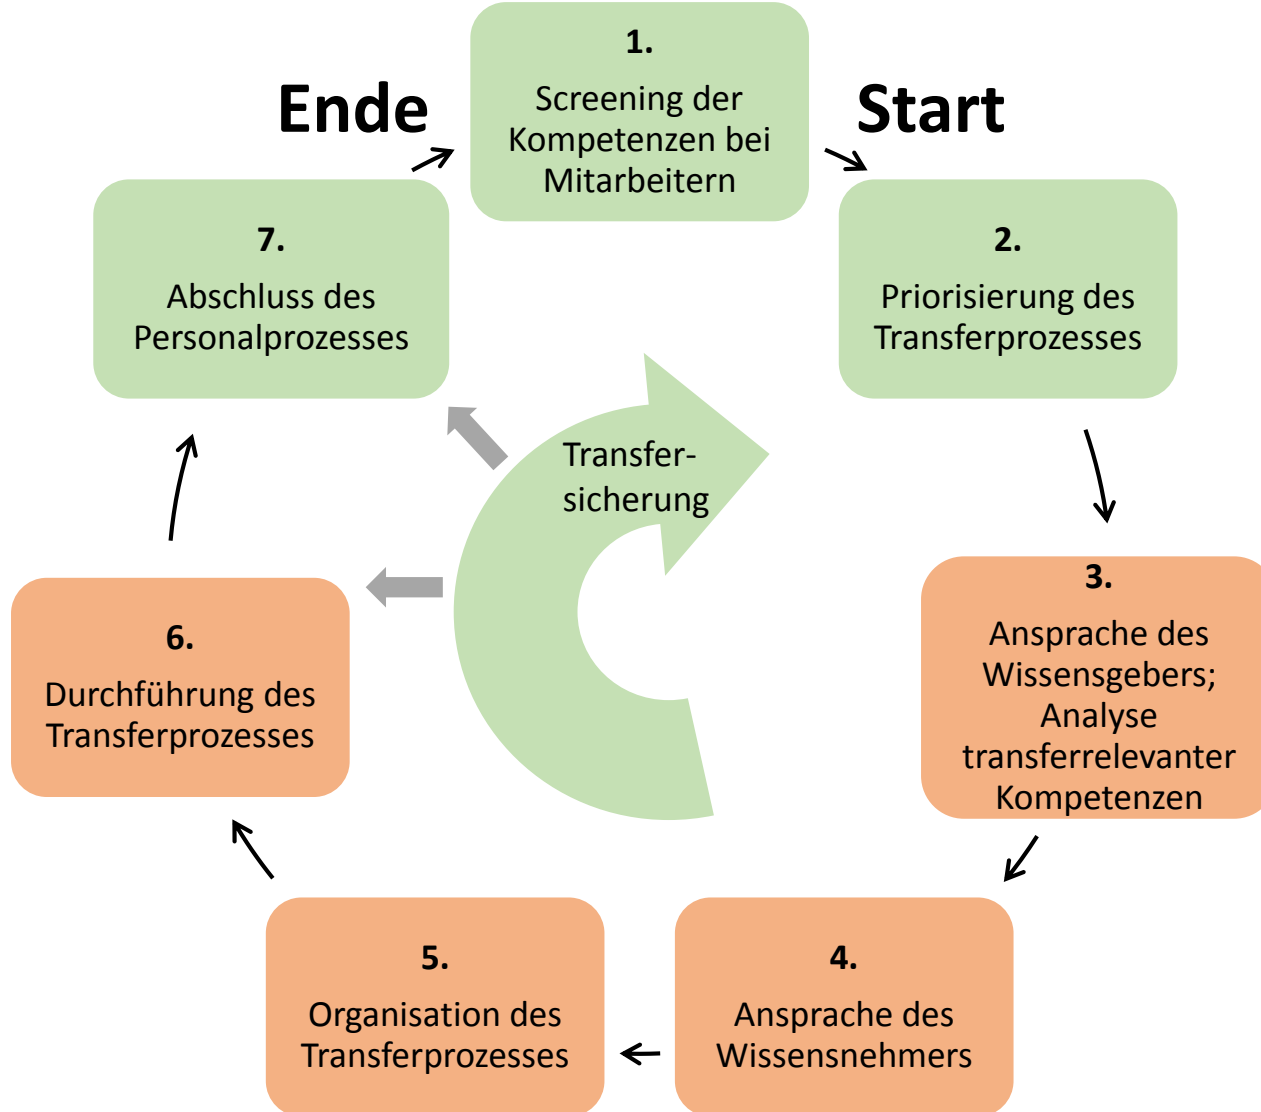 Ende
Start
1.
Screening der
Kompetenzen bei
Mitarbeitern
2.
Priorisierung des
Transferprozesses
3.
Ansprache des
Wissensgebers;
Analyse
transferrelevanter
Kompetenzen
4.
Ansprache des
Wissensnehmers
5.
Organisation des
Transferprozesses
6.
Durchführung des
Transferprozesses
7.
Abschluss des
Personalprozesses
Transfer-
sicherung